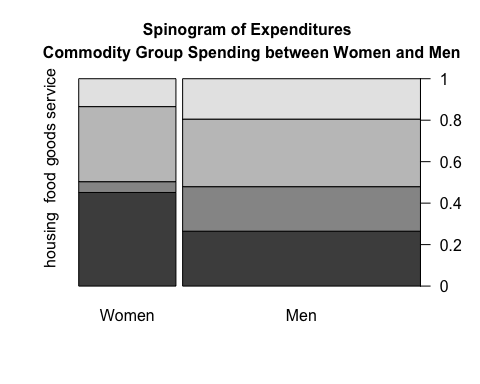 Spinogram of Expenditures
Commodity Group Spending between Women and Men
housing food goods service
1
0.8
0.6
0.4
0.2
0
Women Men